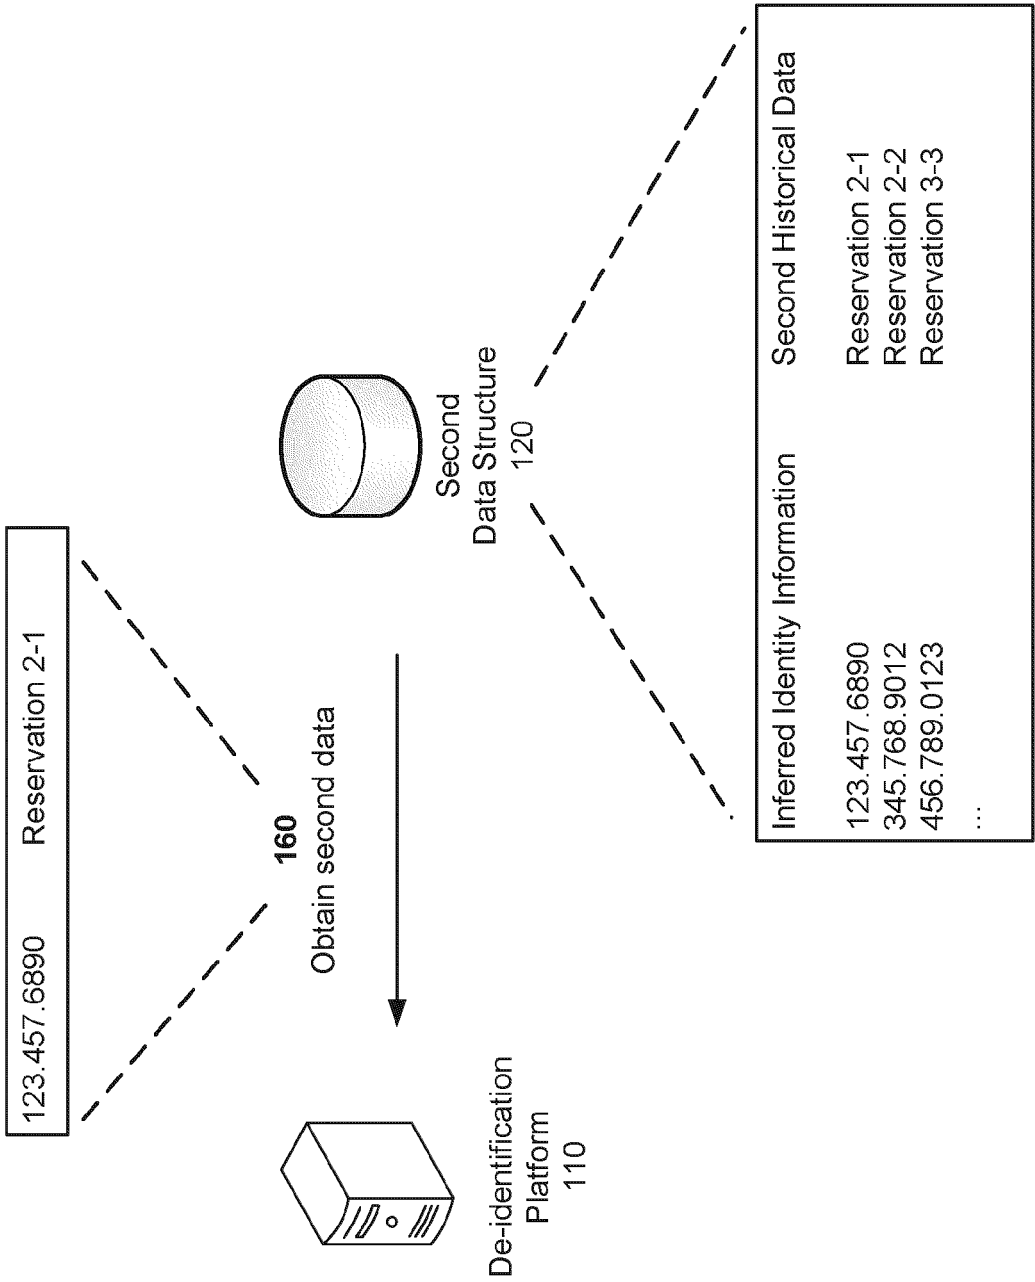 123.457.6890 Reservation 2-1
160
Obtain second data
De-identification
Platform
110
Second
Data Structure
120
Inferred Identity Information Second Historical Data
123.457.6890 Reservation 2-1
345.768.9012 Reservation 2-2
456.789.0123 Reservation 3-3
...